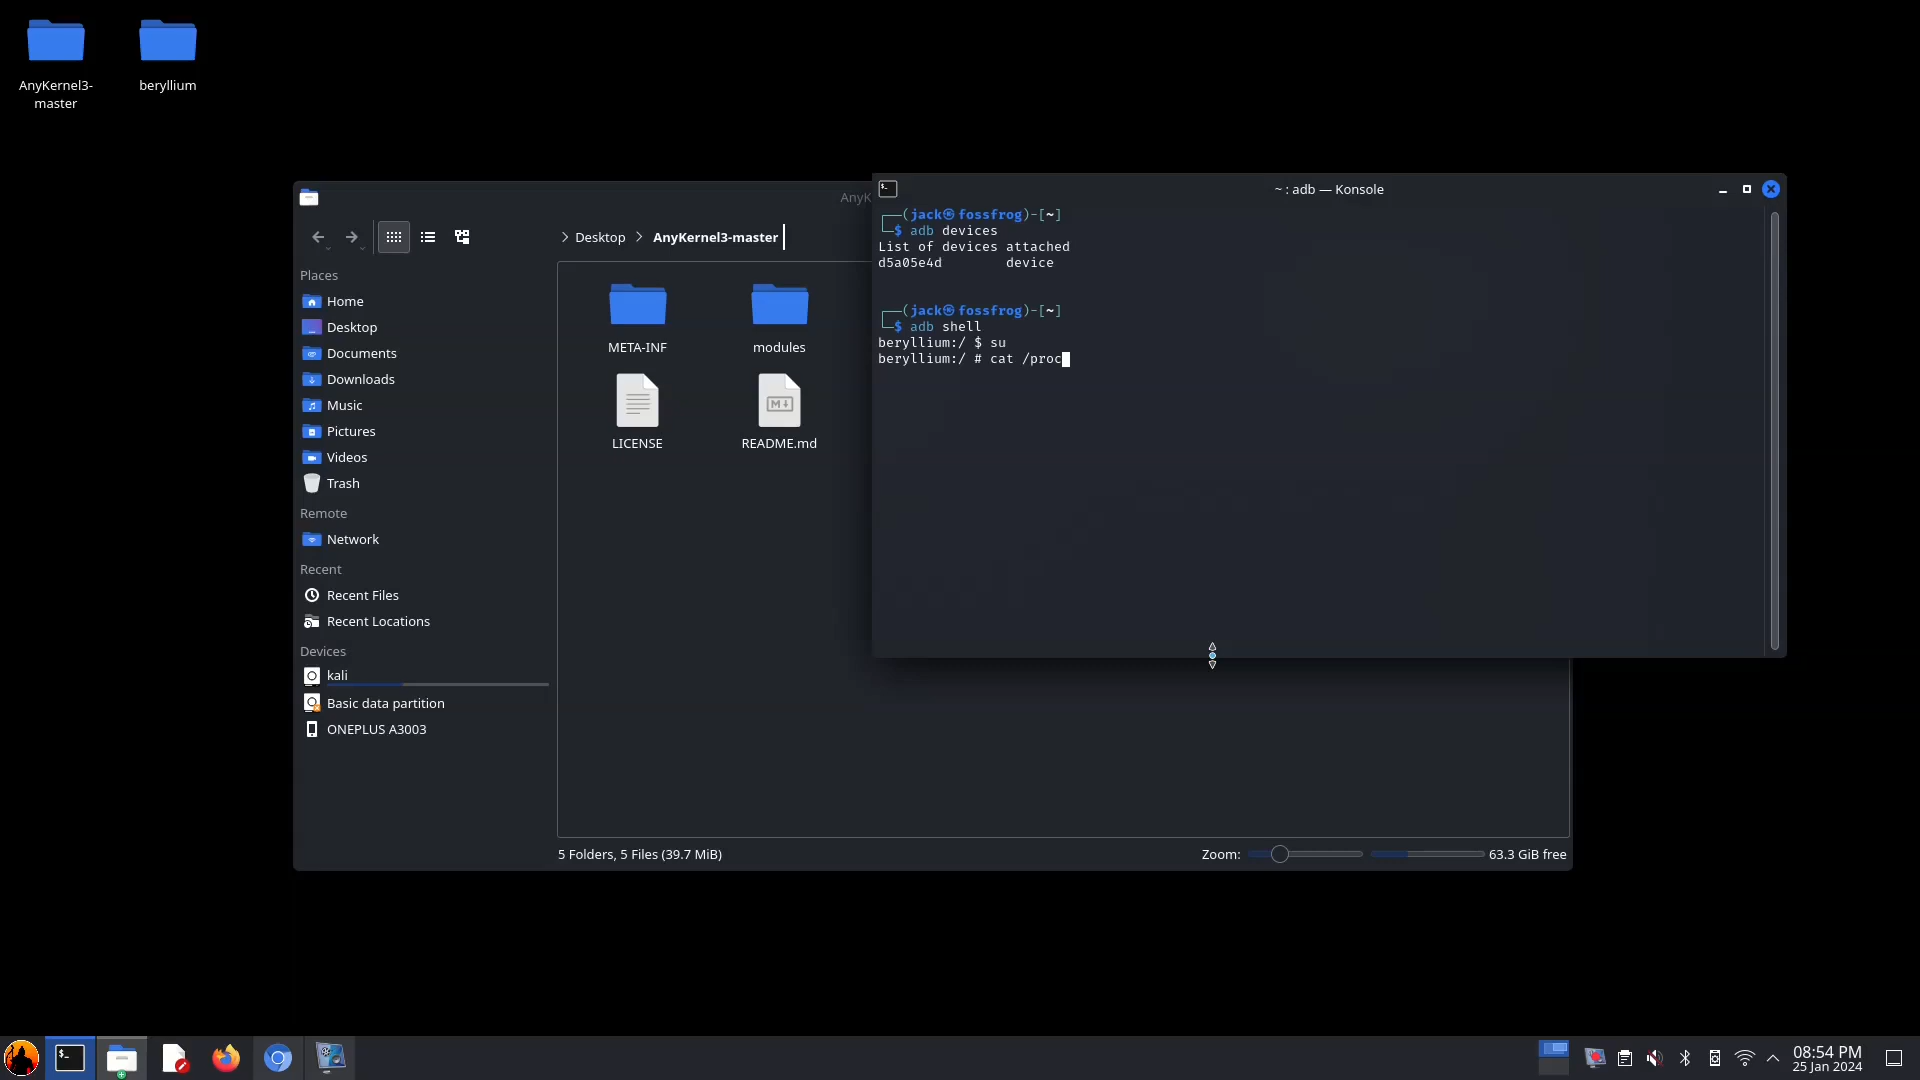 AnyKernel3-
master
beryllium
AnyK
Desktop
AnyKernel3-master
Places
Home
Desktop
Documents
Downloads
Music
Pictures
Videos
Trash
Remote
Network
Recent
Recent Files
Recent Locations
Devices
kali
Basic data partition
ONEPLUS A3003
META-INF
modules
LICENSE
README.md
5 Folders, 5 Files (39.7 MiB)
Zoom:
63.3 GiB free
~ : adb — Konsole
┌──(jack㉿fossfrog)-[~]
└─$ adb devices
List of devices attached
d5a05e4d        device
┌──(jack㉿fossfrog)-[~]
└─$ adb shell
beryllium:/ $ su
beryllium:/ # cat /proc
08:54 PM
25 Jan 2024